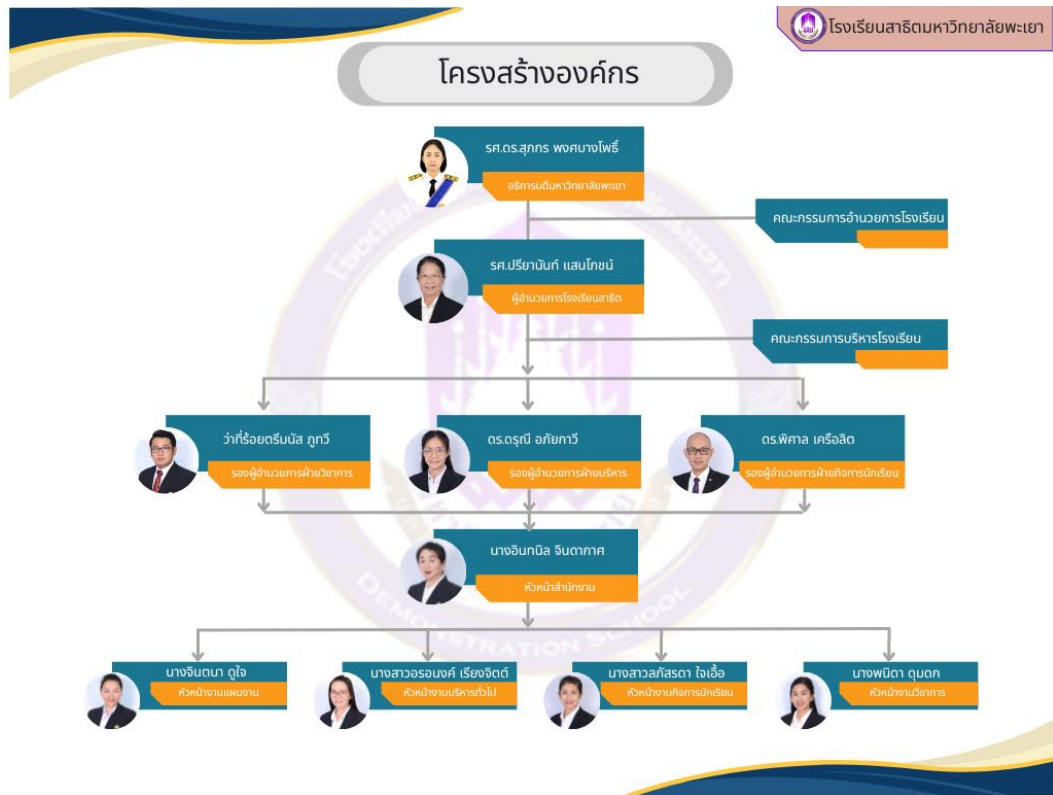 โรงเรียนสาธิตมหาวิทยาลัยพะเยา
โครงสร้างองค์กร
รศ.ดร.สุภกร พงศบางโพธิ์
อธิการบดีมหาวิทยาลัยพะเยา
คณะกรรมการอำนวยการโรงเรียน
รศ.ปรียานันท์ แสนโภชน์
ผู้อำนวยการโรงเรียนสาธิต
คณะกรรมการบริหารโรงเรียน
ว่าที่ร้อยตรีมนัส ภูทวี
รองผู้อำนวยการฝ่ายวิชาการ
ดร.ดรุณี อภัยกาวี
รองผู้อำนวยการฝ่ายบริหาร
ดร.พิศาล เครือลิต
รองผู้อำนวยการฝ่ายกิจการนักเรียน
นางอินทนิล จินดากาศ
หัวหน้าสำนักงาน
นางจินตนา ดูใจ
หัวหน้างานแผนงาน
นางสาวอรอนงค์ เรียงจิตต์
หัวหน้างานบริหารทั่วไป
นางสาวลภัสรดา ใจเอื้อ
หัวหน้างานกิจการนักเรียน
นางพนิดา ดุมดก
หัวหน้างานวิชาการ
DEMONSTRATION SCHOOL